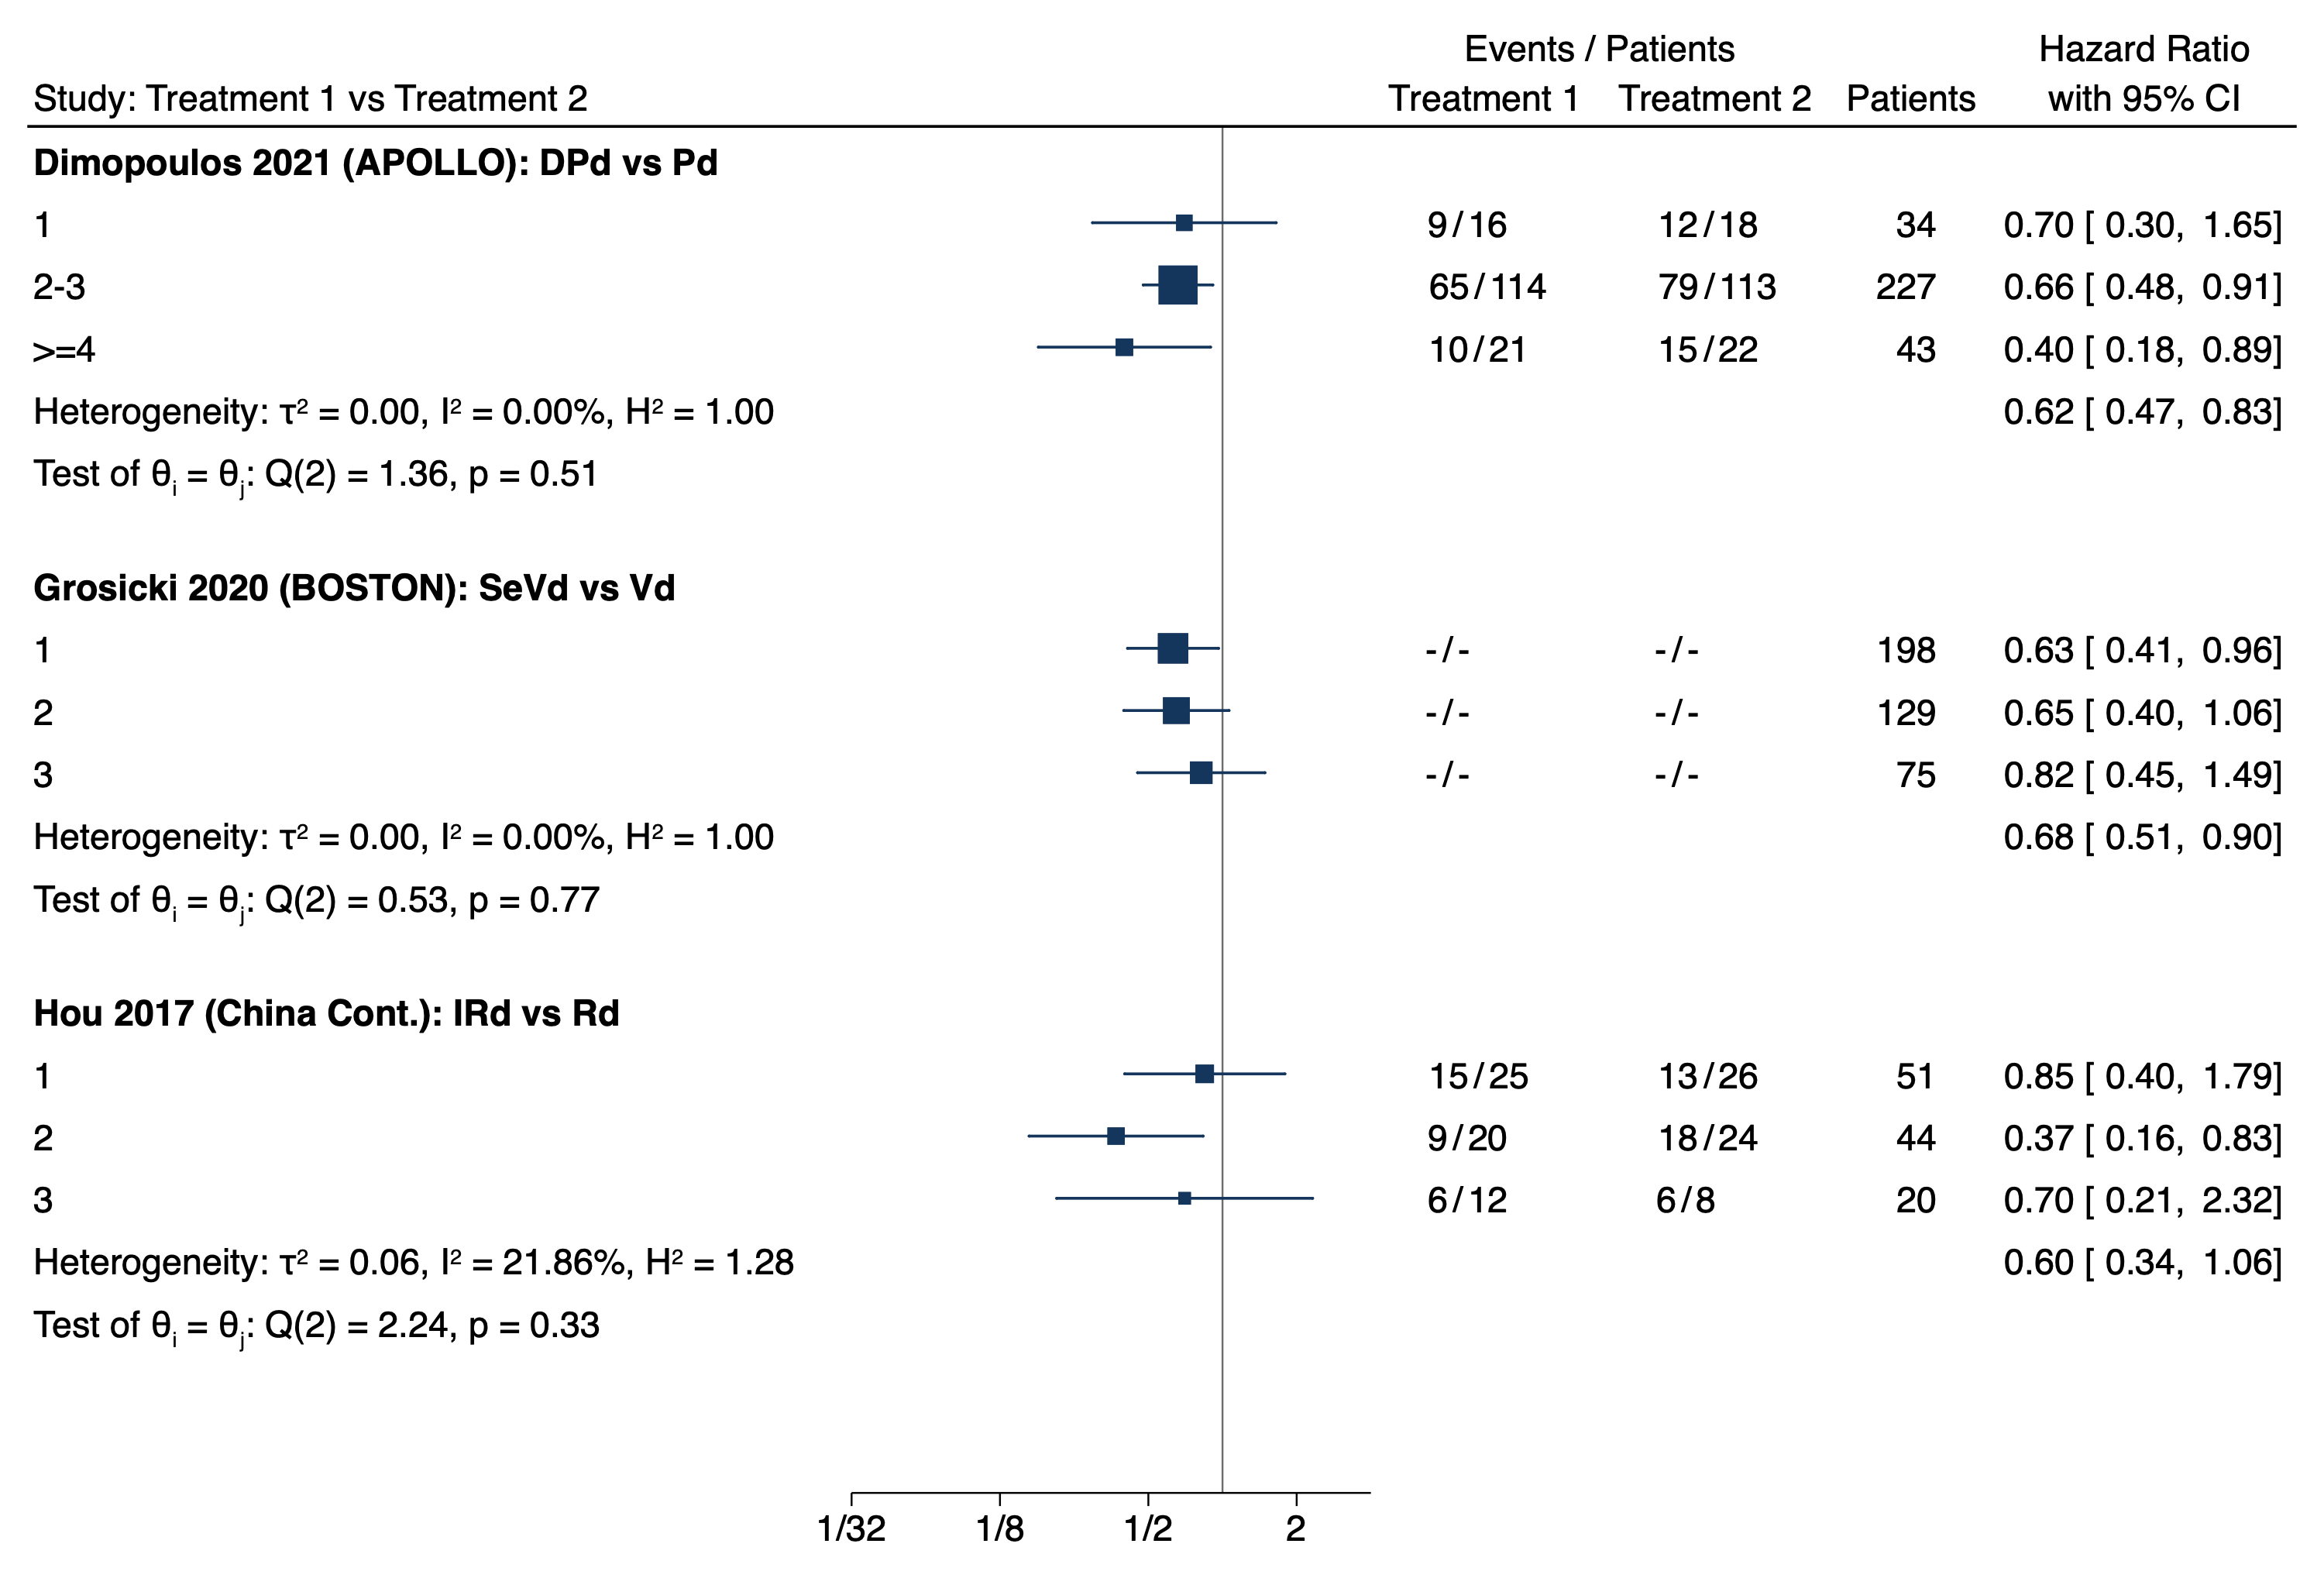 Events / Patients Hazard Ratio
Study: Treatment 1 vs Treatment 2 Treatment 1 Treatment 2 Patients with 95% CI
Dimopoulos 2021 (APOLLO): DPd vs Pd
1 9/16 12/18 34 0.70 [ 0.30, 1.65]
2-3 65/114 79/113 227 0.66 [ 0.48, 0.91]
>=4 10/21 15/22 43 0.40 [ 0.18, 0.89]
Heterogeneity: τ² = 0.00, I² = 0.00%, H² = 1.00 0.62 [ 0.47, 0.83]
Test of θi = θj: Q(2) = 1.36, p = 0.51
Grosicki 2020 (BOSTON): SeVd vs Vd
1 -/- -/- 198 0.63 [ 0.41, 0.96]
2 -/- -/- 129 0.65 [ 0.40, 1.06]
3 -/- -/- 75 0.82 [ 0.45, 1.49]
Heterogeneity: τ² = 0.00, I² = 0.00%, H² = 1.00 0.68 [ 0.51, 0.90]
Test of θi = θj: Q(2) = 0.53, p = 0.77
Hou 2017 (China Cont.): IRd vs Rd
1 15/25 13/26 51 0.85 [ 0.40, 1.79]
2 9/20 18/24 44 0.37 [ 0.16, 0.83]
3 6/12 6/8 20 0.70 [ 0.21, 2.32]
Heterogeneity: τ² = 0.06, I² = 21.86%, H² = 1.28 0.60 [ 0.34, 1.06]
Test of θi = θj: Q(2) = 2.24, p = 0.33
1/32 1/8 1/2 2